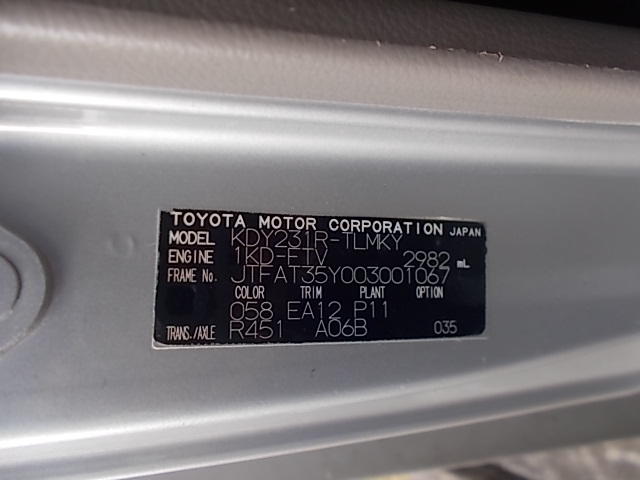 TOYOTA MOTOR CORPORATION JAPAN
MODEL KDY231R-TLMKY
ENGINE 1KD-FTV 2982 mL
FRAME No. JTFAT35Y003001067
COLOR TRIM PLANT OPTION
058 EA12 P11
TRANS./AXLE R451 A06B 035